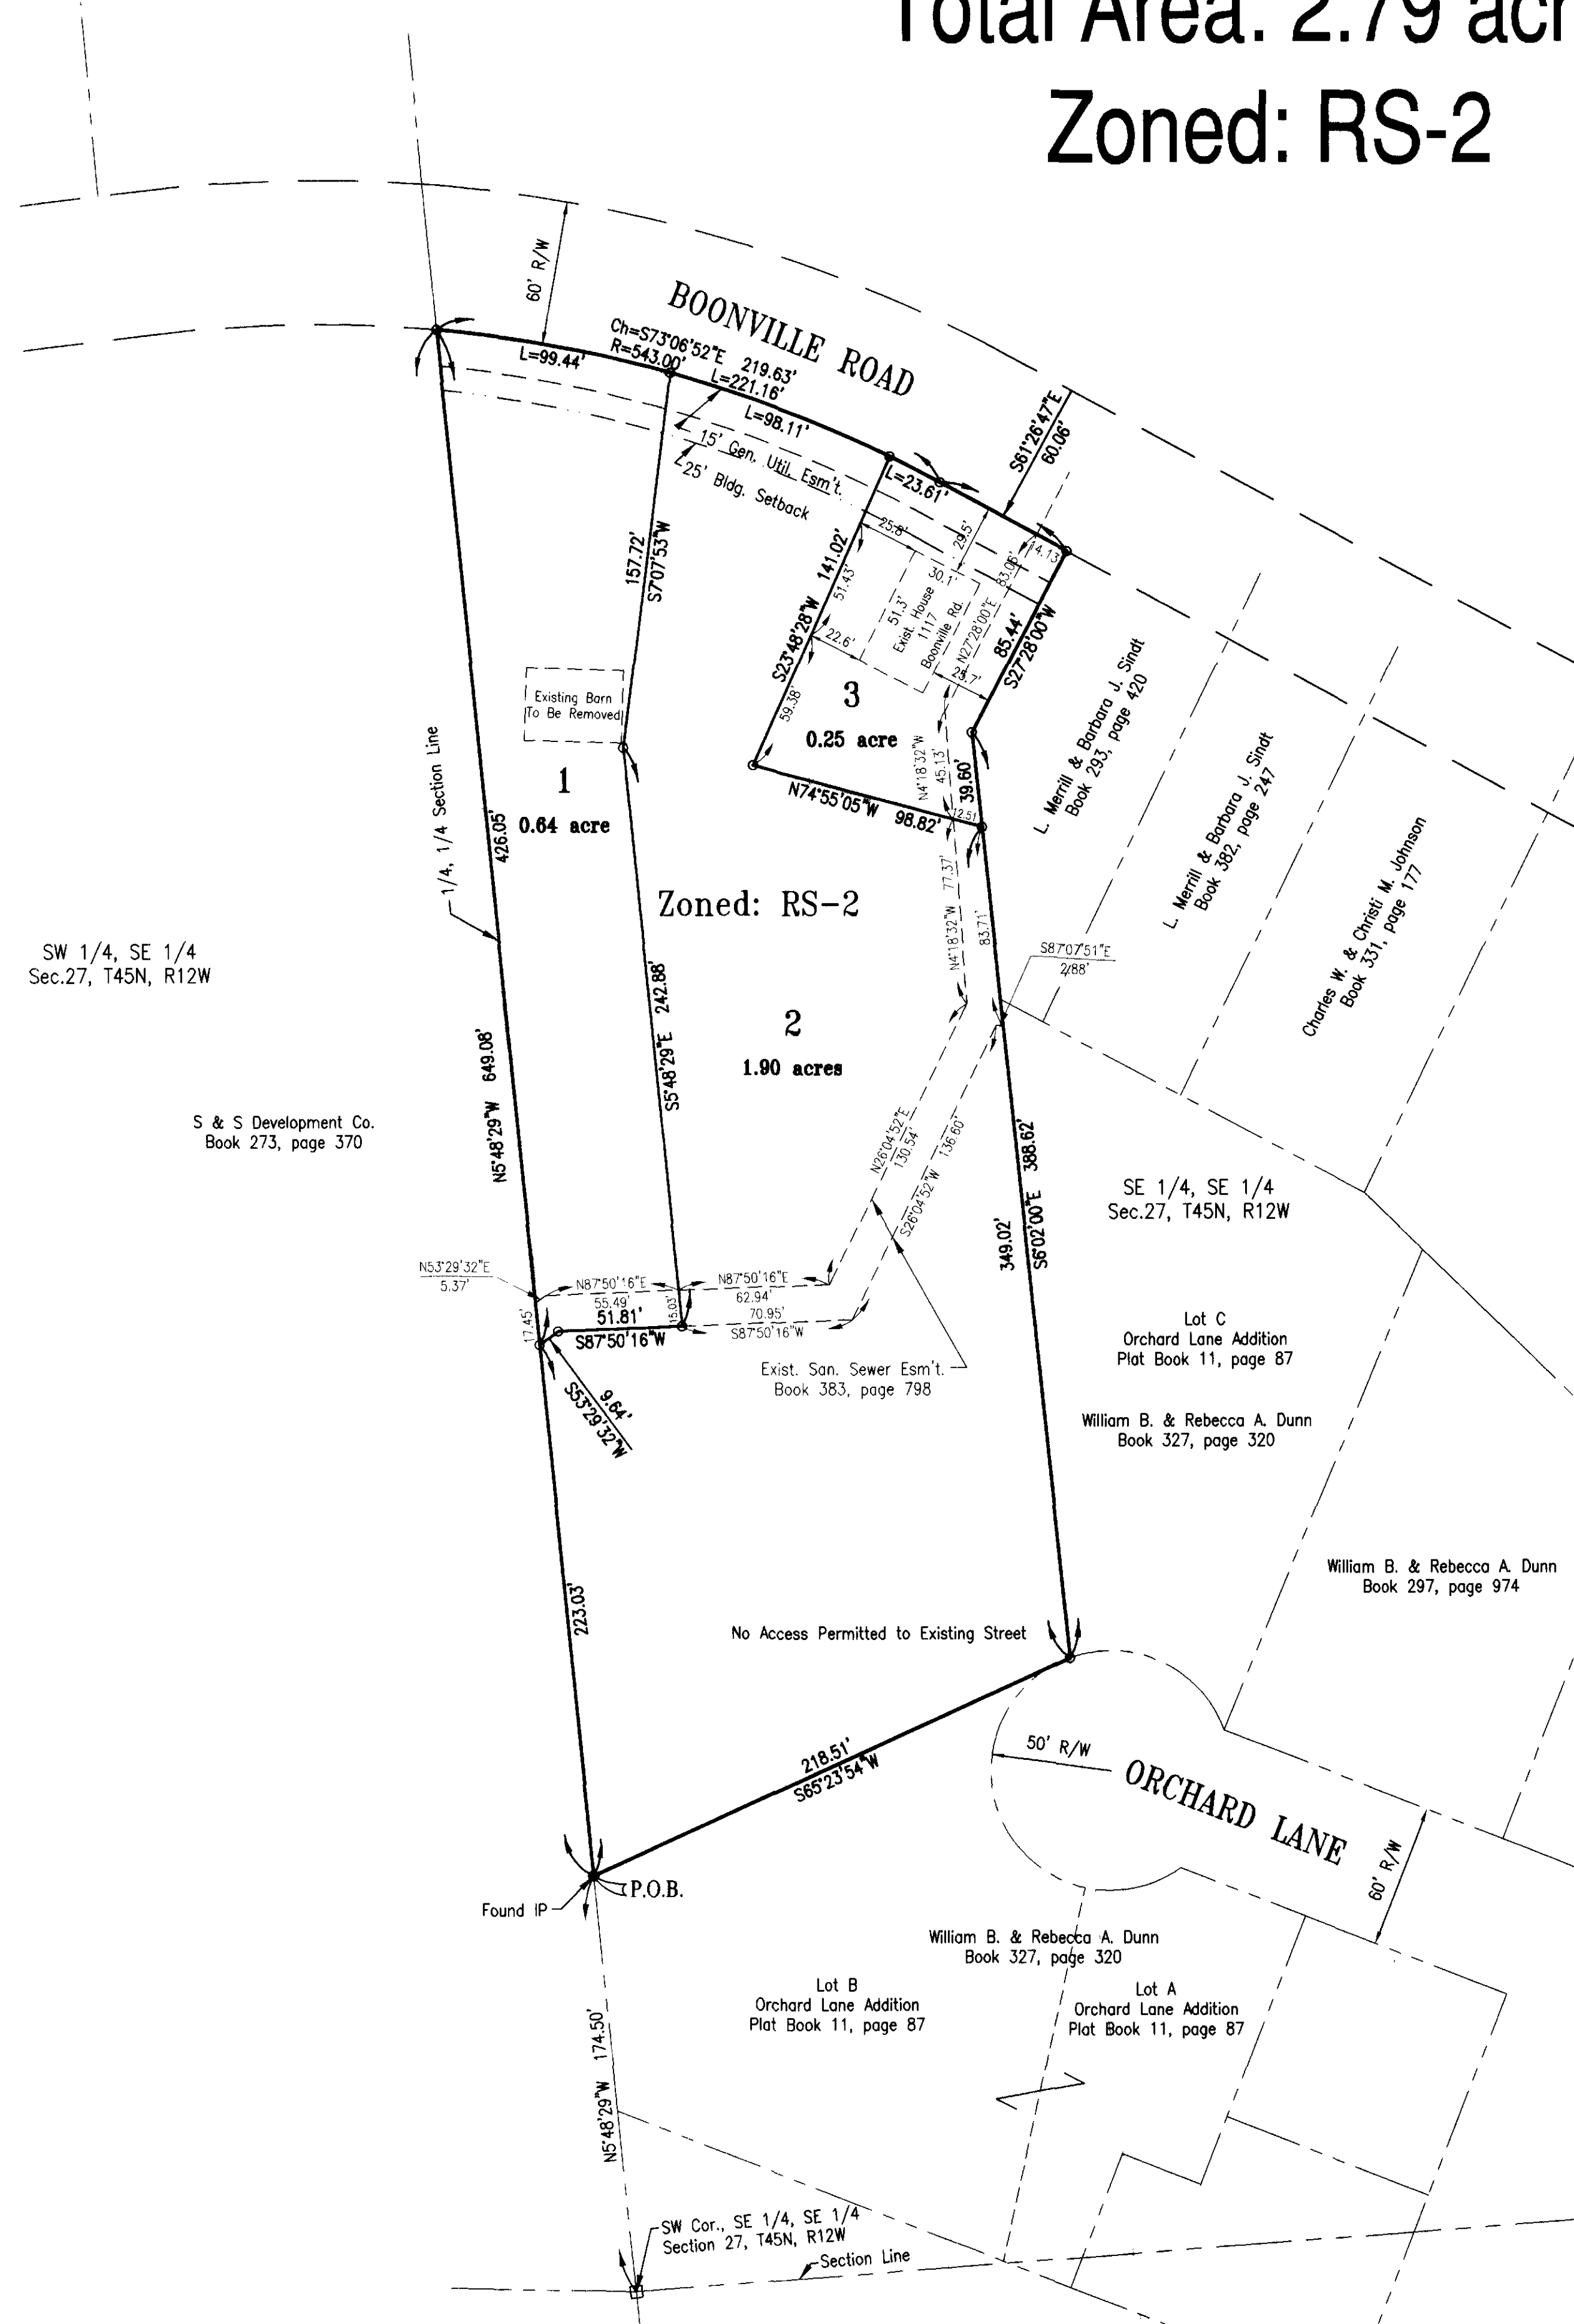 Total Area: 2.79 acr
Zoned: RS-2
60' R/W
BOONVILLE ROAD
Ch=S73°06'52"E 219.63'
R=543.00'
L=221.16'
L=99.44'
L=98.11'
L=23.61'
S61°26'47"E
60.06'
15' Gen. Util. Esm't.
25' Bldg. Setback
157.72'
S7°07'53"W
S23°48'28"W 141.02'
51.43'
59.38'
25.8'
29.5'
14.13'
83.06'
N27°28'00"E
22.6'
51.3'
30.1'
Exist. House
1117
Boonville Rd.
85.44'
S27°28'00"W
3
0.25 acre
N4°18'32"W
45.13'
39.60'
N74°55'05"W 98.82'
12.51'
Existing Barn
To Be Removed
1
0.64 acre
1/4, 1/4 Section Line
426.05'
Zoned: RS-2
2
1.90 acres
N4°18'32"W 77.37'
83.71'
S87°07'51"E
2.88'
L. Merrill & Barbara J. Sindt
Book 293, page 420
L. Merrill & Barbara J. Sindt
Book 382, page 247
Charles W. & Christi M. Johnson
Book 331, page 177
SW 1/4, SE 1/4
Sec.27, T45N, R12W
S5°48'29"E 242.88'
N5°48'29"W 649.08'
S & S Development Co.
Book 273, page 370
N26°04'52"E
130.54'
S26°04'52"W 136.60'
349.02'
S6°02'00"E 388.62'
SE 1/4, SE 1/4
Sec.27, T45N, R12W
N53°29'32"E
5.37'
N87°50'16"E
55.49'
N87°50'16"E
62.94'
17.45'
15.03'
51.81'
S87°50'16"W
70.95'
S87°50'16"W
9.64'
S53°29'32"W
Exist. San. Sewer Esm't.
Book 383, page 798
Lot C
Orchard Lane Addition
Plat Book 11, page 87
William B. & Rebecca A. Dunn
Book 327, page 320
William B. & Rebecca A. Dunn
Book 297, page 974
223.03'
No Access Permitted to Existing Street
218.51'
S65°23'54"W
50' R/W
ORCHARD LANE
60' R/W
Found IP
P.O.B.
William B. & Rebecca A. Dunn
Book 327, page 320
Lot B
Orchard Lane Addition
Plat Book 11, page 87
Lot A
Orchard Lane Addition
Plat Book 11, page 87
N5°48'29"W 174.50'
SW Cor., SE 1/4, SE 1/4
Section 27, T45N, R12W
Section Line